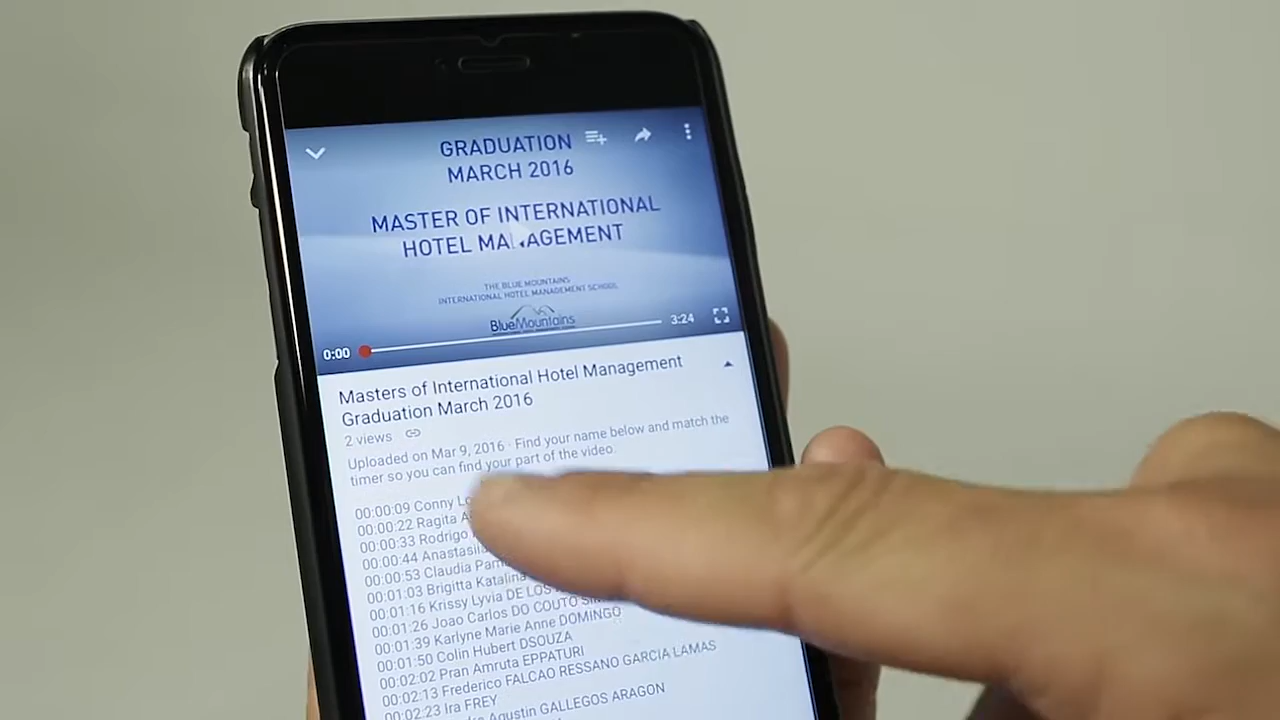 GRADUATION
MARCH 2016
MASTER OF INTERNATIONAL
HOTEL MANAGEMENT
THE BLUE MOUNTAINS
INTERNATIONAL HOTEL MANAGEMENT SCHOOL
BlueMountains
0:00
3:24
Masters of International Hotel Management
Graduation March 2016
2 views
Uploaded on Mar 9, 2016 · Find your name below and match the
timer so you can find your part of the video.
00:00:09 Conny
00:00:22 Ragita
00:00:33 Rodrigo
00:00:44
00:00:53 Claudia
00:01:03 Brigitta Katalina
00:01:16 Krissy Lyvia DE LOS
00:01:26 Joao Carlos DO COUTO
00:01:39 Karlyne Marie Anne DOMINGO
00:01:50 Colin Hubert DSOUZA
00:02:02 Pran Amruta EPPATURI
00:02:13 Frederico FALCAO RESSANO GARCIA LAMAS
00:02:23 Ira FREY
Agustin GALLEGOS ARAGON